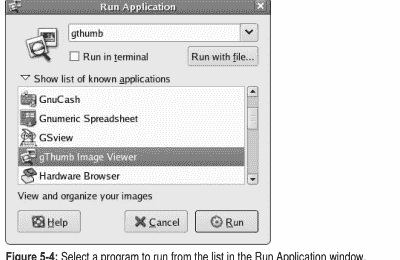 Run Application
gthumb
Run in terminal
Run with file...
Show list of known applications
GnuCash
Gnumeric Spreadsheet
GSview
gThumb Image Viewer
Hardware Browser
View and organize your images
Help
Cancel
Run
Figure 5-4: Select a program to run from the list in the Run Application window.